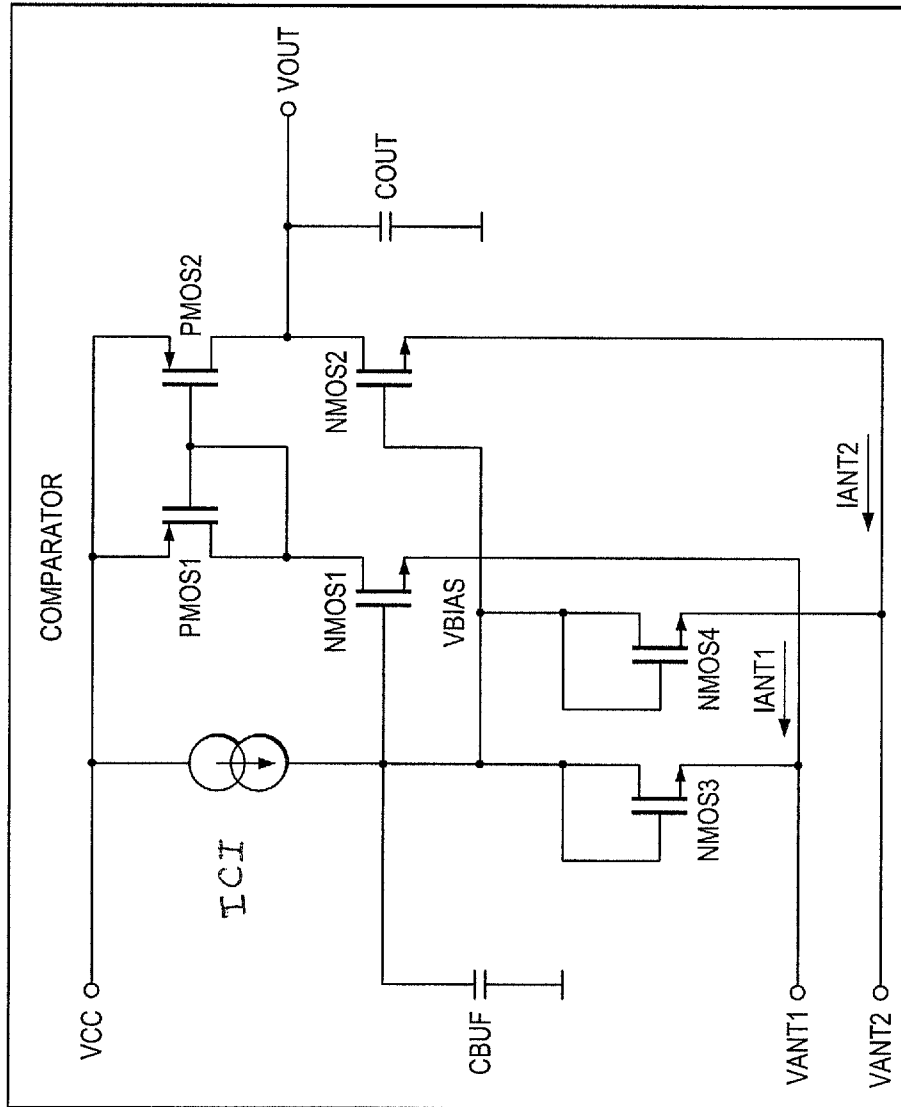 COMPARATOR
VCC
PMOS1
PMOS2
VOUT
ICI
COUT
NMOS1
NMOS2
VBIAS
CBUF
NMOS3
NMOS4
IANT1
IANT2
VANT1
VANT2